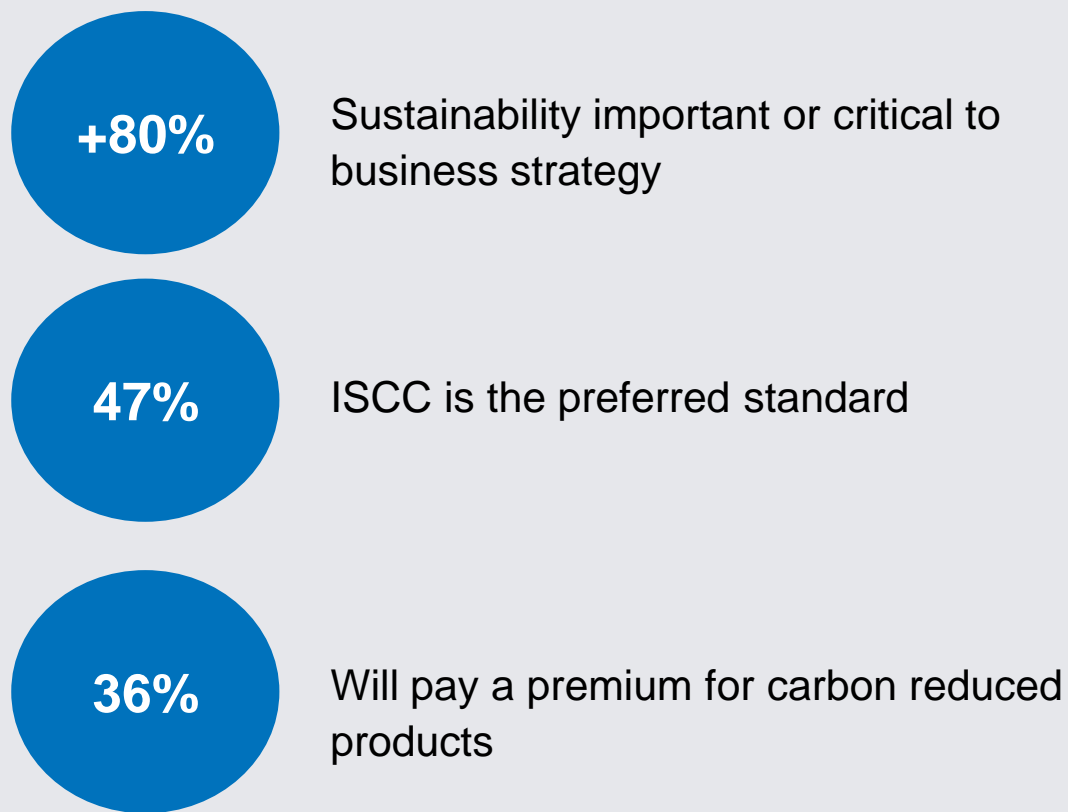 +80%
Sustainability important or critical to
business strategy
47%
ISCC is the preferred standard
36%
Will pay a premium for carbon reduced
products